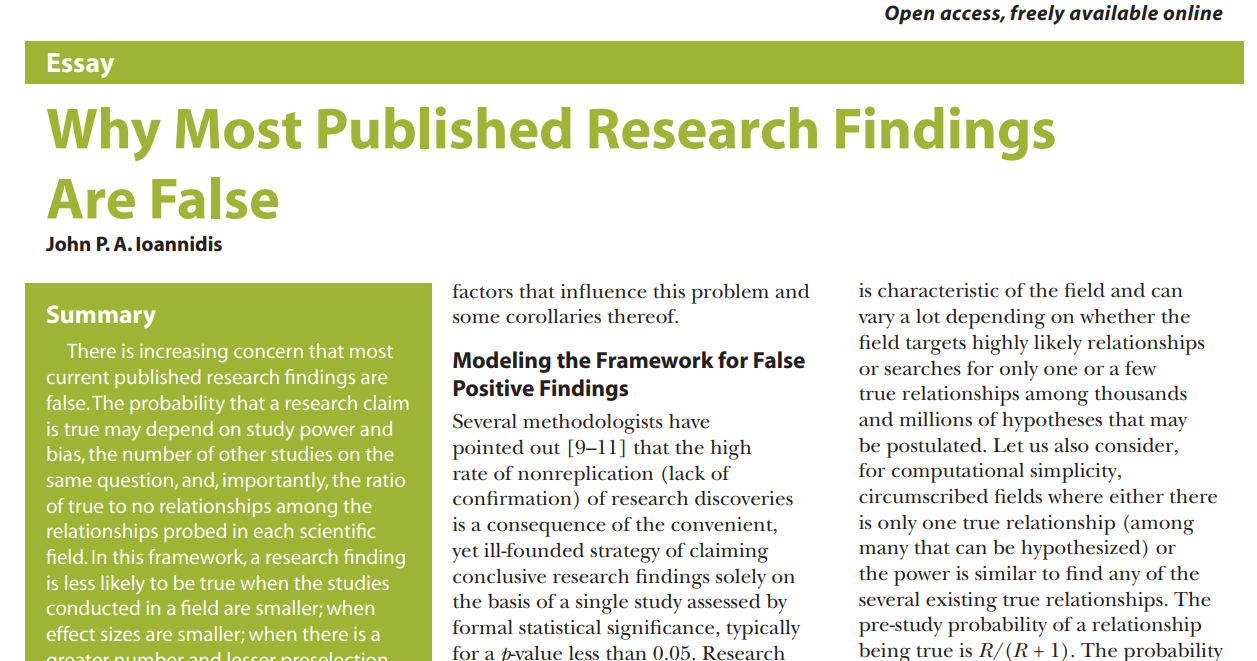 Open access, freely available online
Essay
Why Most Published Research Findings
Are False
John P. A. Ioannidis
Summary
There is increasing concern that most
current published research findings are
false. The probability that a research claim
is true may depend on study power and
bias, the number of other studies on the
same question, and, importantly, the ratio
of true to no relationships among the
relationships probed in each scientific
field. In this framework, a research finding
is less likely to be true when the studies
conducted in a field are smaller; when
effect sizes are smaller; when there is a
greater number and lesser preselection
factors that influence this problem and
some corollaries thereof.
Modeling the Framework for False
Positive Findings
Several methodologists have
pointed out [9–11] that the high
rate of nonreplication (lack of
confirmation) of research discoveries
is a consequence of the convenient,
yet ill-founded strategy of claiming
conclusive research findings solely on
the basis of a single study assessed by
formal statistical significance, typically
for a p-value less than 0.05. Research
is characteristic of the field and can
vary a lot depending on whether the
field targets highly likely relationships
or searches for only one or a few
true relationships among thousands
and millions of hypotheses that may
be postulated. Let us also consider,
for computational simplicity,
circumscribed fields where either there
is only one true relationship (among
many that can be hypothesized) or
the power is similar to find any of the
several existing true relationships. The
pre-study probability of a relationship
being true is R/(R + 1). The probability